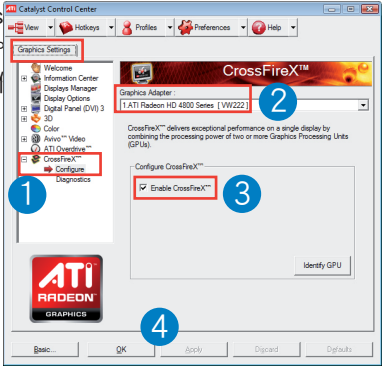 Catalyst Control Center
View Hotkeys Profiles Preferences Help
Graphics Settings
Welcome
Information Center
Displays Manager
Display Options
Digital Panel (DVI) 3
3D
Color
Avivo™ Video
ATI Overdrive™
CrossFireX™
Configure
Diagnostics
CrossFireX™
Graphics Adapter :
1.ATI Radeon HD 4800 Series [ VW222 ]
CrossFireX™ delivers exceptional performance on a single display by
combining the processing power of two or more Graphics Processing Units
(GPUs).
Configure CrossFireX™
Enable CrossFireX™
Identify GPU
1
2
3
4
ATI
RADEON
GRAPHICS
Basic... OK Apply Discard Defaults